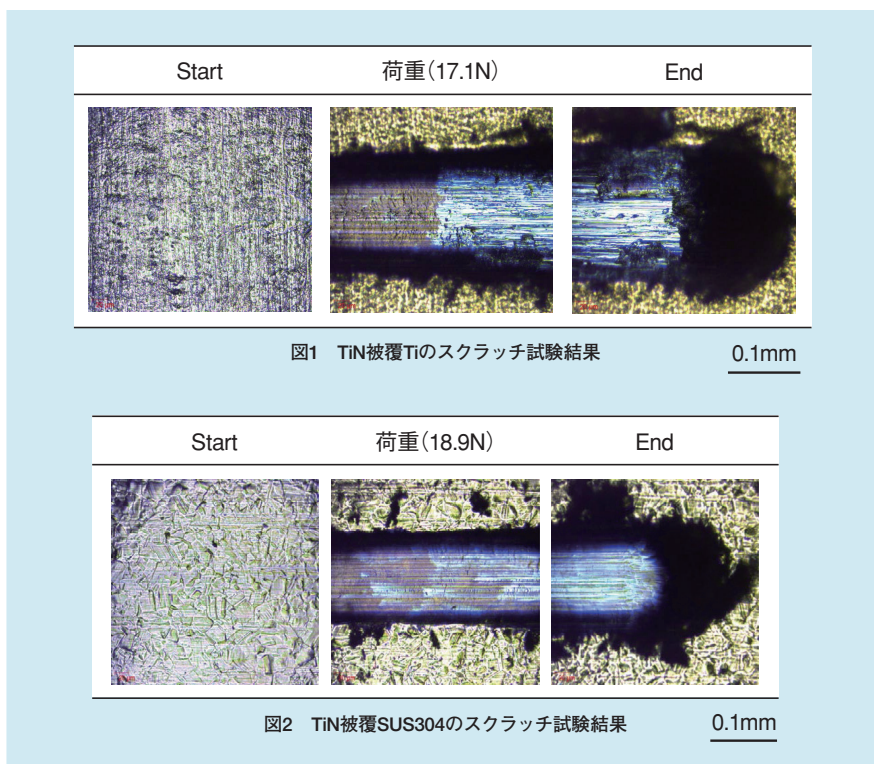 Start 荷重（17.1N） End
図1 TiN被覆Tiのスクラッチ試験結果 0.1mm
Start 荷重（18.9N） End
図2 TiN被覆SUS304のスクラッチ試験結果 0.1mm